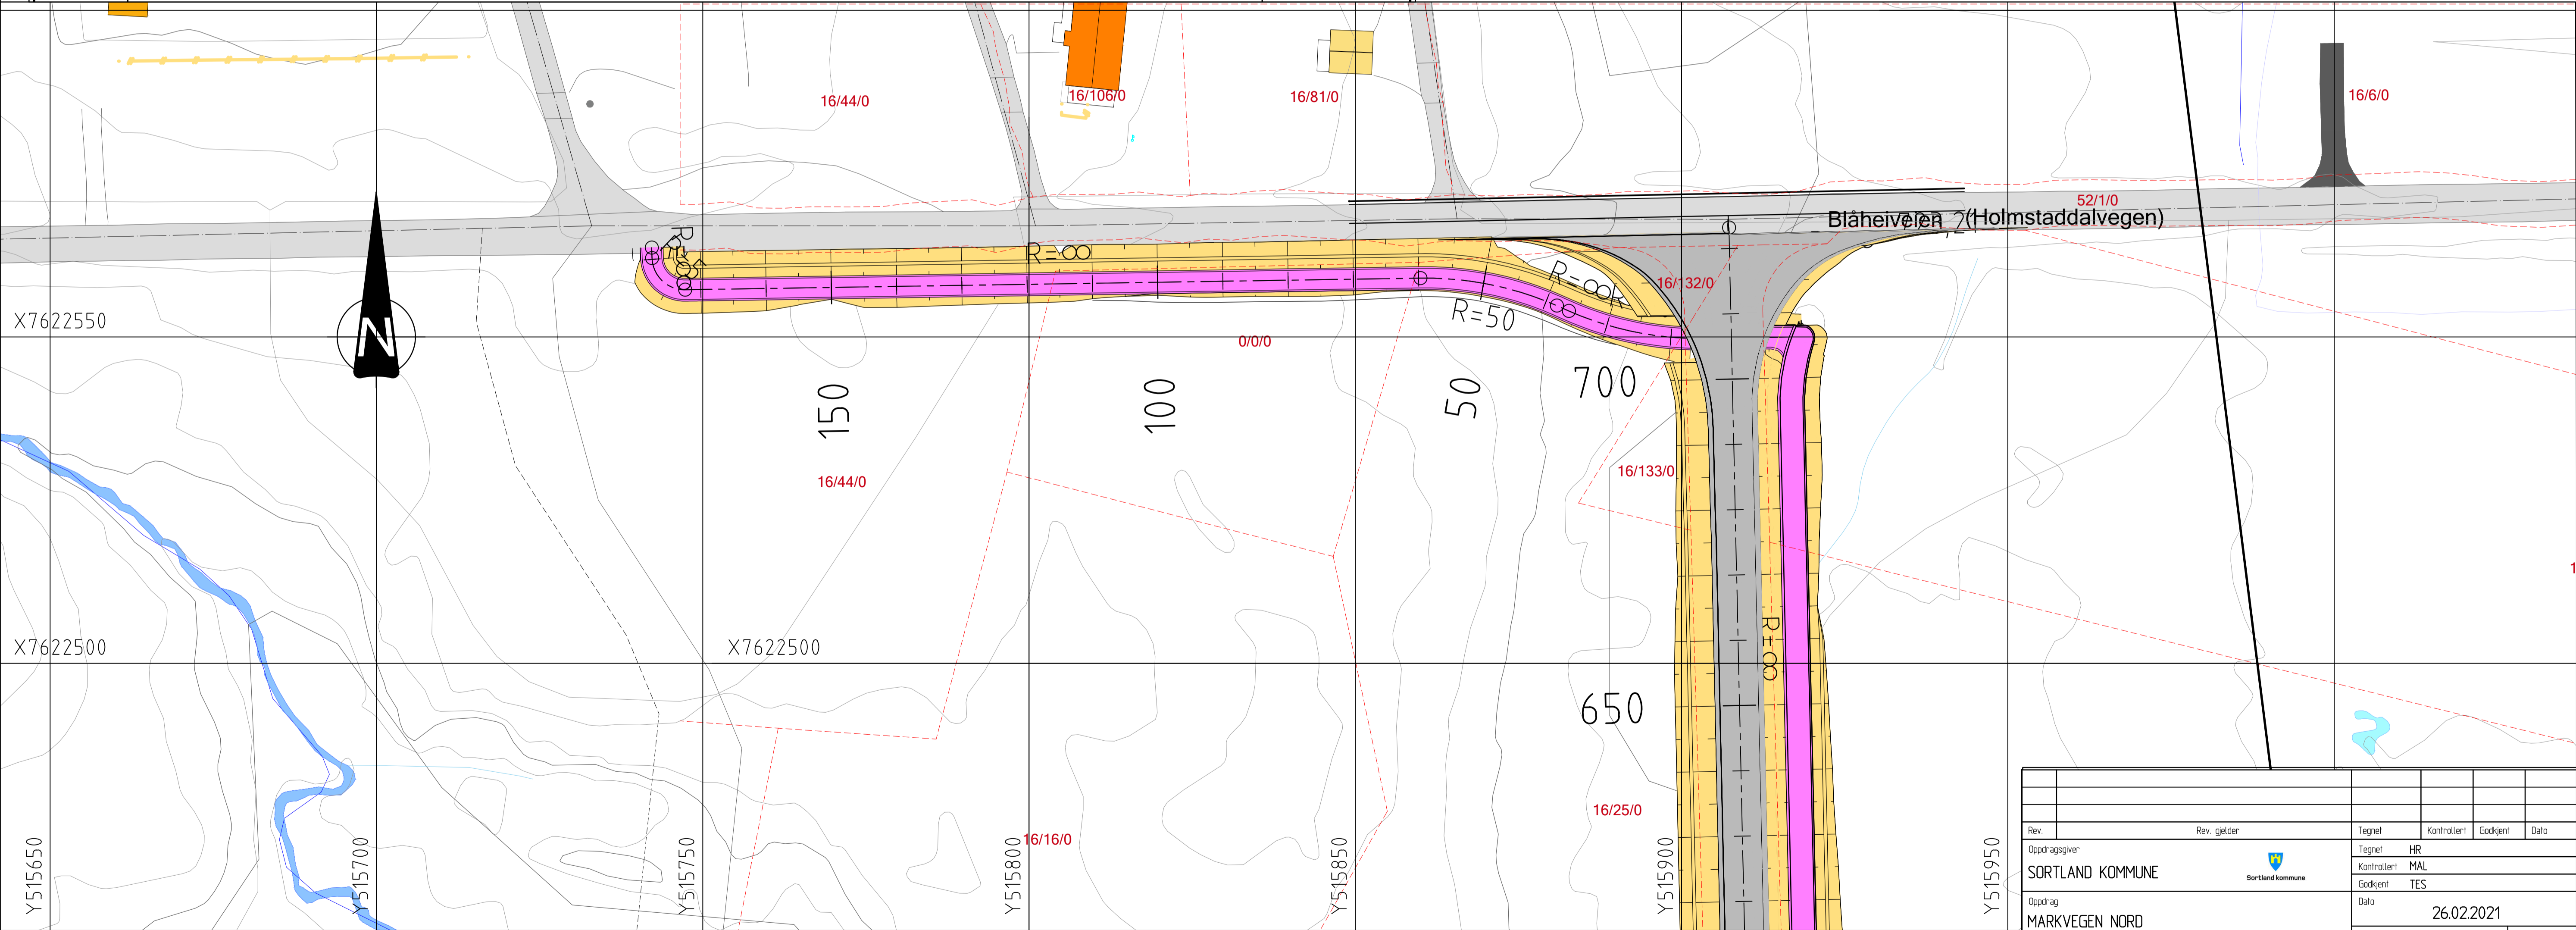 16/44/0
16/106/0
16/81/0
16/6/0
52/1/0
Blåheiveien
(Holmstaddalvegen)
R=∞
R=∞
R=50
16/132/0
X7622550
N
0/0/0
150
100
50
700
16/44/0
16/133/0
R=∞
X7622500
X7622500
650
16/25/0
16/16/0
Y515650
Y515700
Y515750
Y515800
Y515850
Y515900
Y515950
Rev.
Rev. gjelder
Tegnet
Kontrollert
Godkjent
Dato
Oppdragsgiver
SORTLAND KOMMUNE
Sortland kommune
Tegnet HR
Kontrollert MAL
Godkjent TES
Oppdrag
MARKVEGEN NORD
Dato
26.02.2021